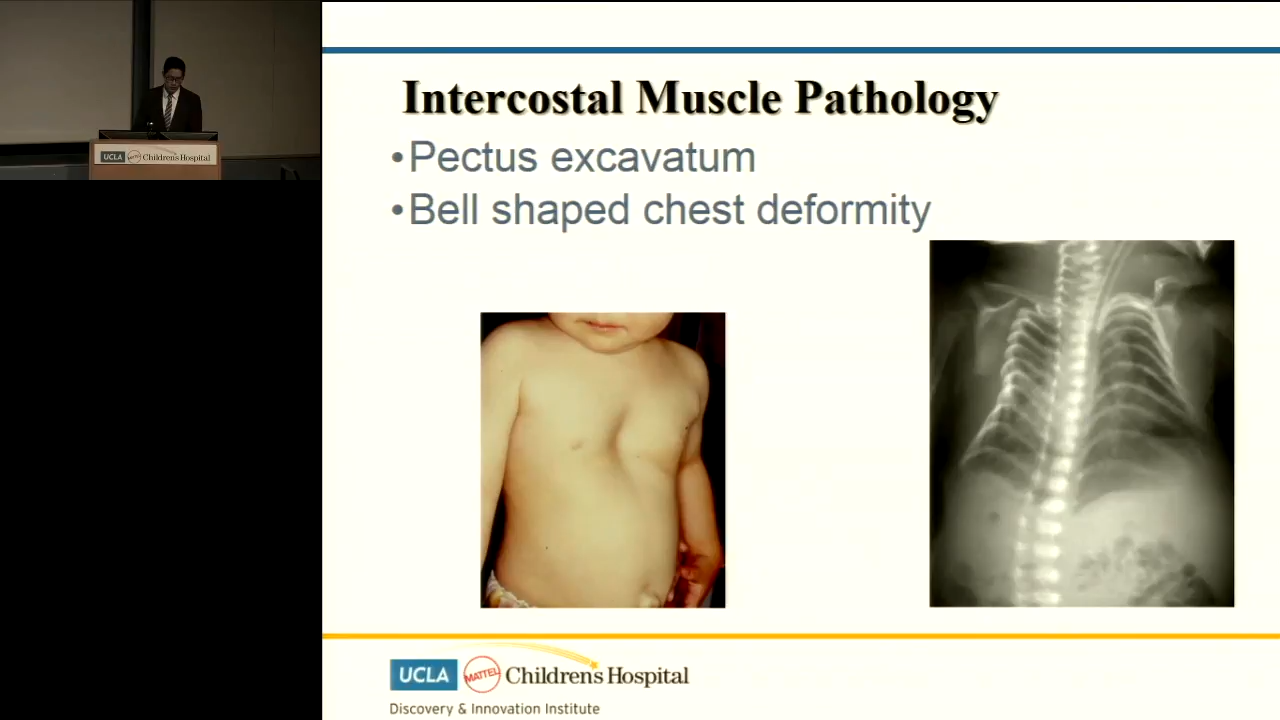 Intercostal Muscle Pathology
•Pectus excavatum
•Bell shaped chest deformity
UCLA MATTEL Children's Hospital
Discovery & Innovation Institute
UCLA MATTEL Children's Hospital